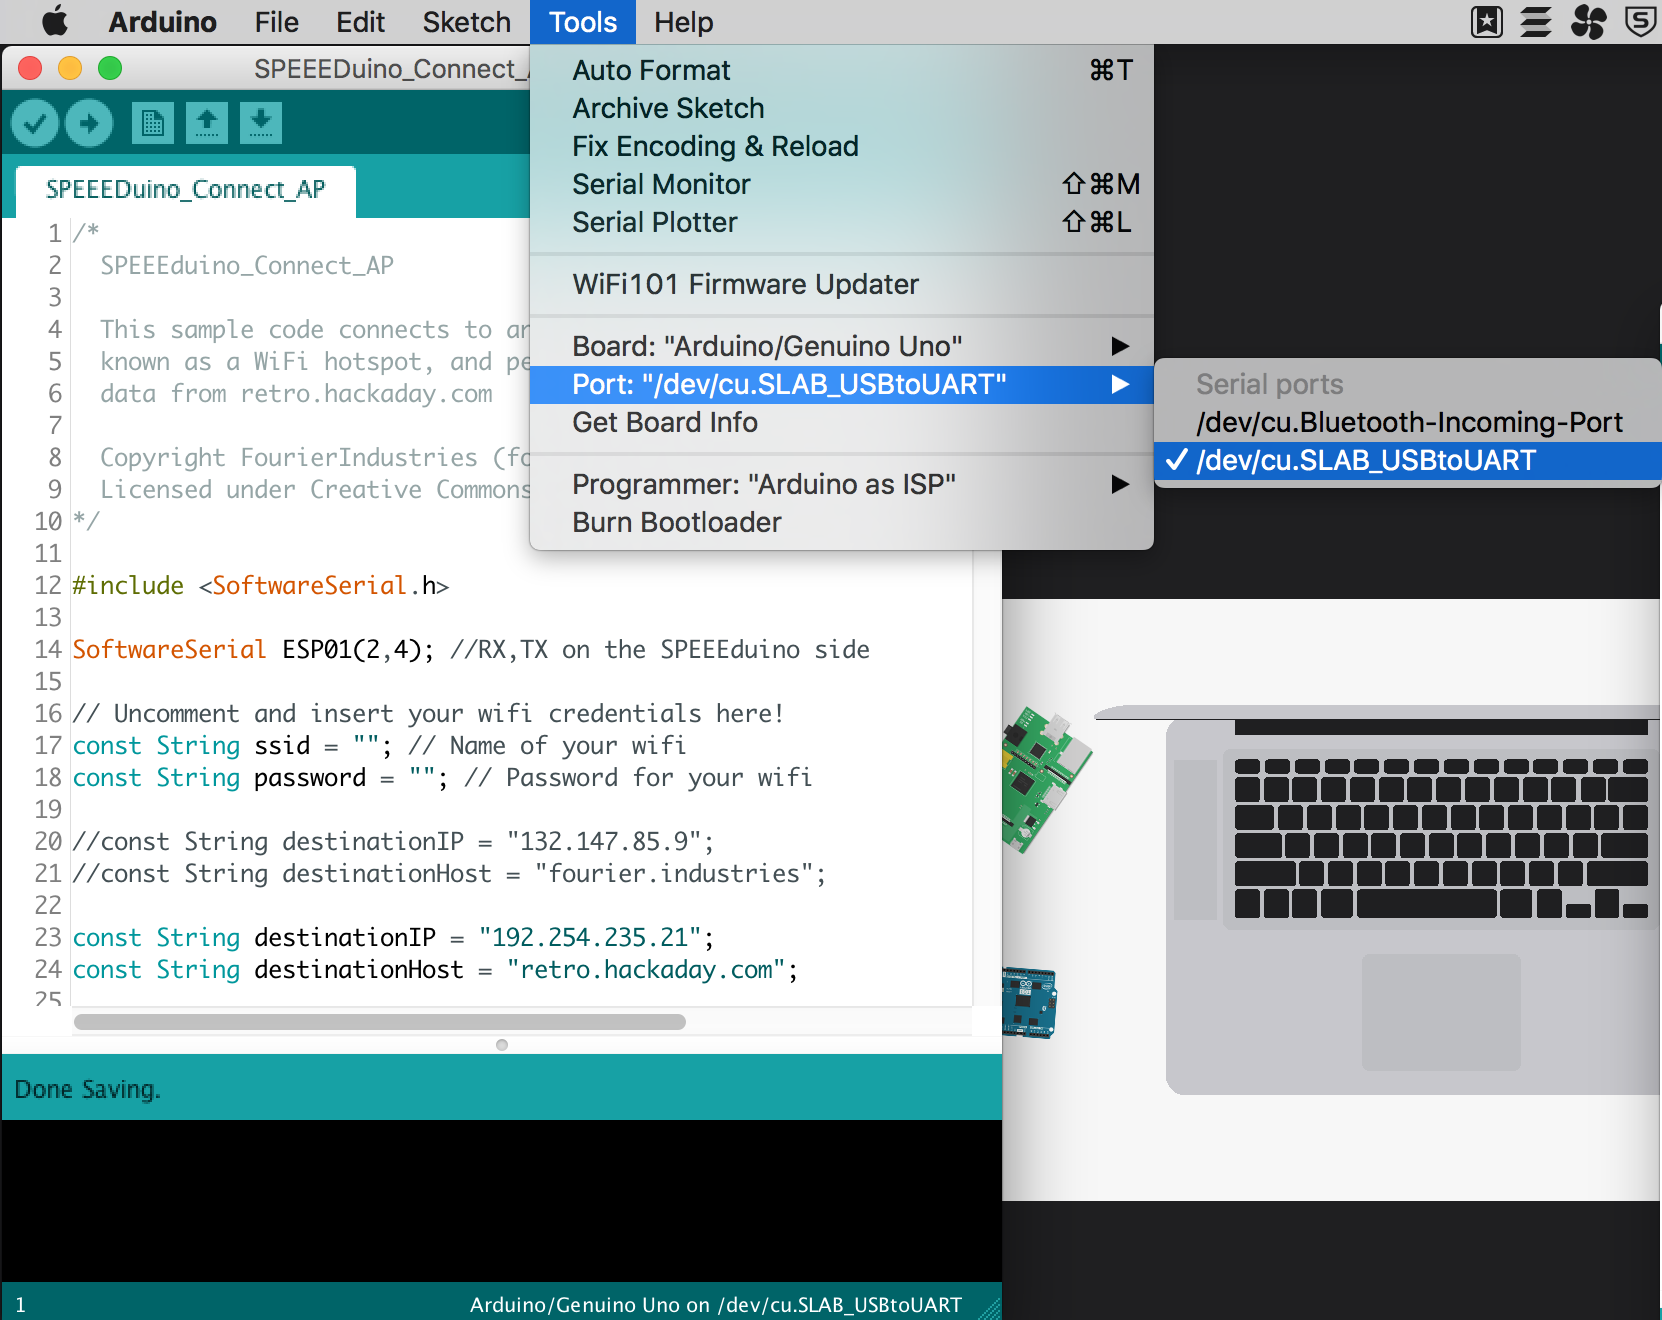 Arduino File Edit Sketch Tools Help
SPEEEDuino_Connect_
SPEEEDuino_Connect_AP
Auto Format ⌘T
Archive Sketch
Fix Encoding & Reload
Serial Monitor ⇧⌘M
Serial Plotter ⇧⌘L
WiFi101 Firmware Updater
Board: "Arduino/Genuino Uno"
Port: "/dev/cu.SLAB_USBtoUART"
Get Board Info
Programmer: "Arduino as ISP"
Burn Bootloader
Serial ports
/dev/cu.Bluetooth-Incoming-Port
✓ /dev/cu.SLAB_USBtoUART
1 /*
2 SPEEEduino_Connect_AP
3
4 This sample code connects to
5 known as a WiFi hotspot, and
6 data from retro.hackaday.com
7
8 Copyright FourierIndustries
9 Licensed under Creative Commons
10 */
11
12 #include <SoftwareSerial.h>
13
14 SoftwareSerial ESP01(2,4); //RX,TX on the SPEEEduino side
15
16 // Uncomment and insert your wifi credentials here!
17 const String ssid = ""; // Name of your wifi
18 const String password = ""; // Password for your wifi
19
20 //const String destinationIP = "132.147.85.9";
21 //const String destinationHost = "fourier.industries";
22
23 const String destinationIP = "192.254.235.21";
24 const String destinationHost = "retro.hackaday.com";
25
Done Saving.
1 Arduino/Genuino Uno on /dev/cu.SLAB_USBtoUART